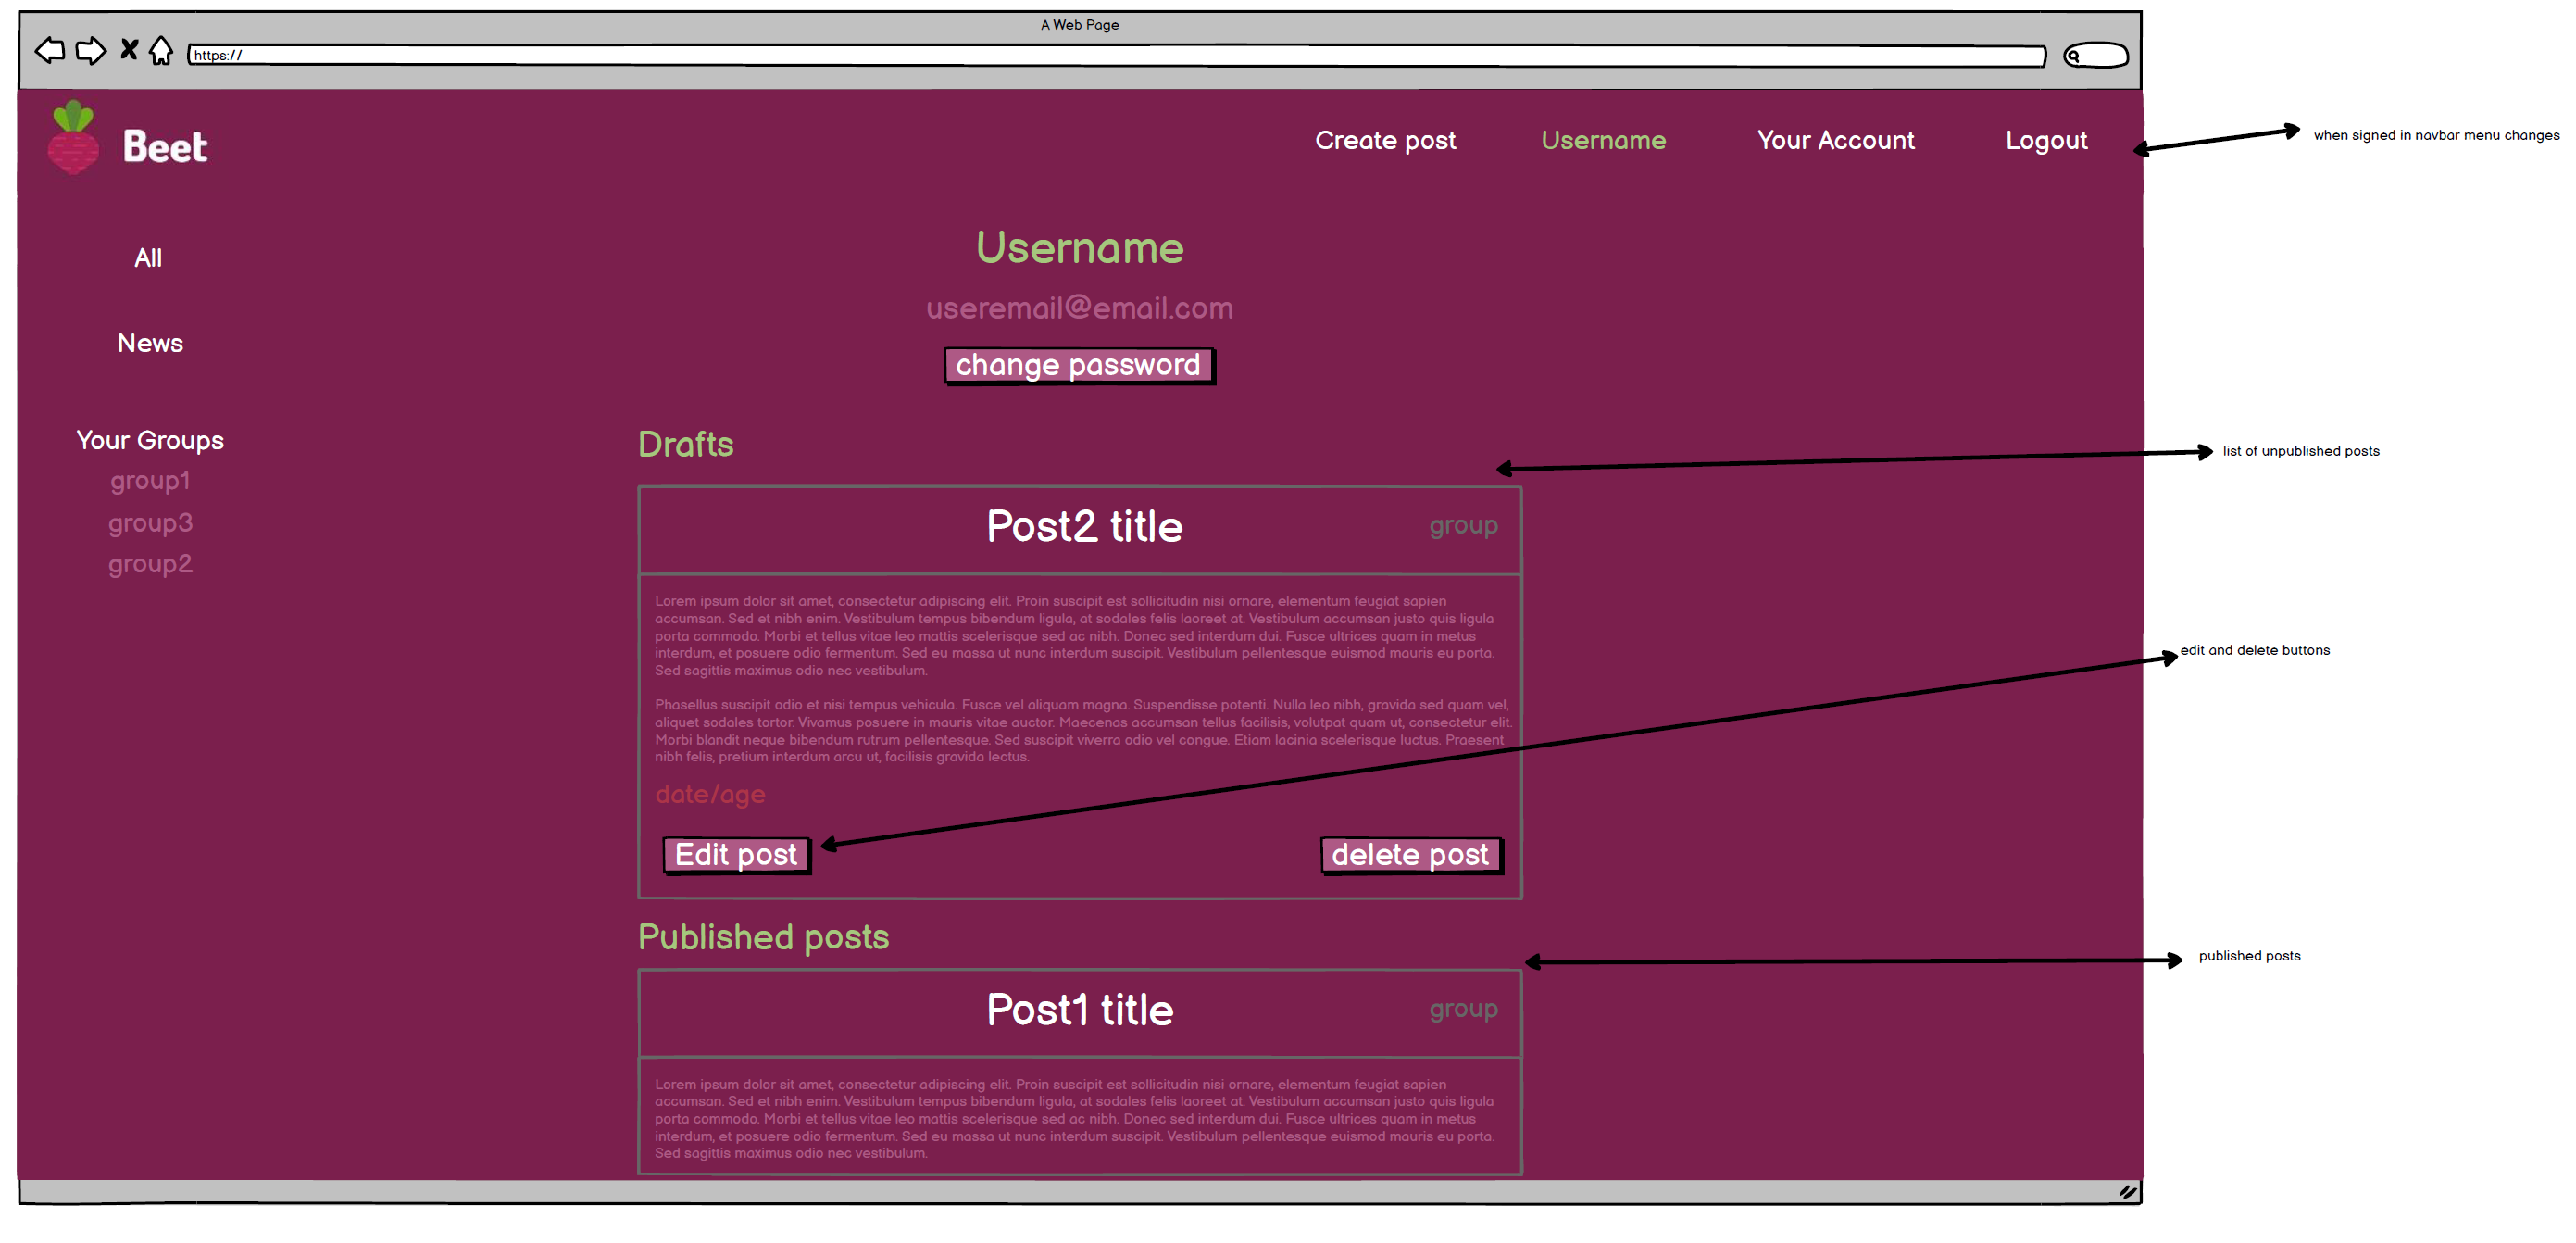 A Web Page
https://
Beet
Create post
Username
Your Account
Logout
when signed in navbar menu changes
All
News
Your Groups
group1
group3
group2
Username
useremail@email.com
change password
Drafts
list of unpublished posts
Post2 title
group
Lorem ipsum dolor sit amet, consectetur adipiscing elit. Proin suscipit est sollicitudin nisi ornare, elementum feugiat sapien
accumsan. Sed et nibh enim. Vestibulum tempus bibendum ligula, at sodales felis laoreet at. Vestibulum accumsan justo quis ligula
porta commodo. Morbi et tellus vitae leo mattis scelerisque sed ac nibh. Donec sed interdum dui. Fusce ultrices quam in metus
interdum, et posuere odio fermentum. Sed eu massa ut nunc interdum suscipit. Vestibulum pellentesque euismod mauris eu porta.
Sed sagittis maximus odio nec vestibulum.
Phasellus suscipit odio et nisi tempus vehicula. Fusce vel aliquam magna. Suspendisse potenti. Nulla leo nibh, gravida sed quam vel,
aliquet sodales tortor. Vivamus posuere in mauris vitae auctor. Maecenas accumsan tellus facilisis, volutpat quam ut, consectetur elit.
Morbi blandit neque bibendum rutrum pellentesque. Sed suscipit viverra odio vel congue. Etiam lacinia scelerisque luctus. Praesent
nibh felis, pretium interdum arcu ut, facilisis gravida lectus.
date/age
Edit post
delete post
edit and delete buttons
Published posts
published posts
Post1 title
group
Lorem ipsum dolor sit amet, consectetur adipiscing elit. Proin suscipit est sollicitudin nisi ornare, elementum feugiat sapien
accumsan. Sed et nibh enim. Vestibulum tempus bibendum ligula, at sodales felis laoreet at. Vestibulum accumsan justo quis ligula
porta commodo. Morbi et tellus vitae leo mattis scelerisque sed ac nibh. Donec sed interdum dui. Fusce ultrices quam in metus
interdum, et posuere odio fermentum. Sed eu massa ut nunc interdum suscipit. Vestibulum pellentesque euismod mauris eu porta.
Sed sagittis maximus odio nec vestibulum.